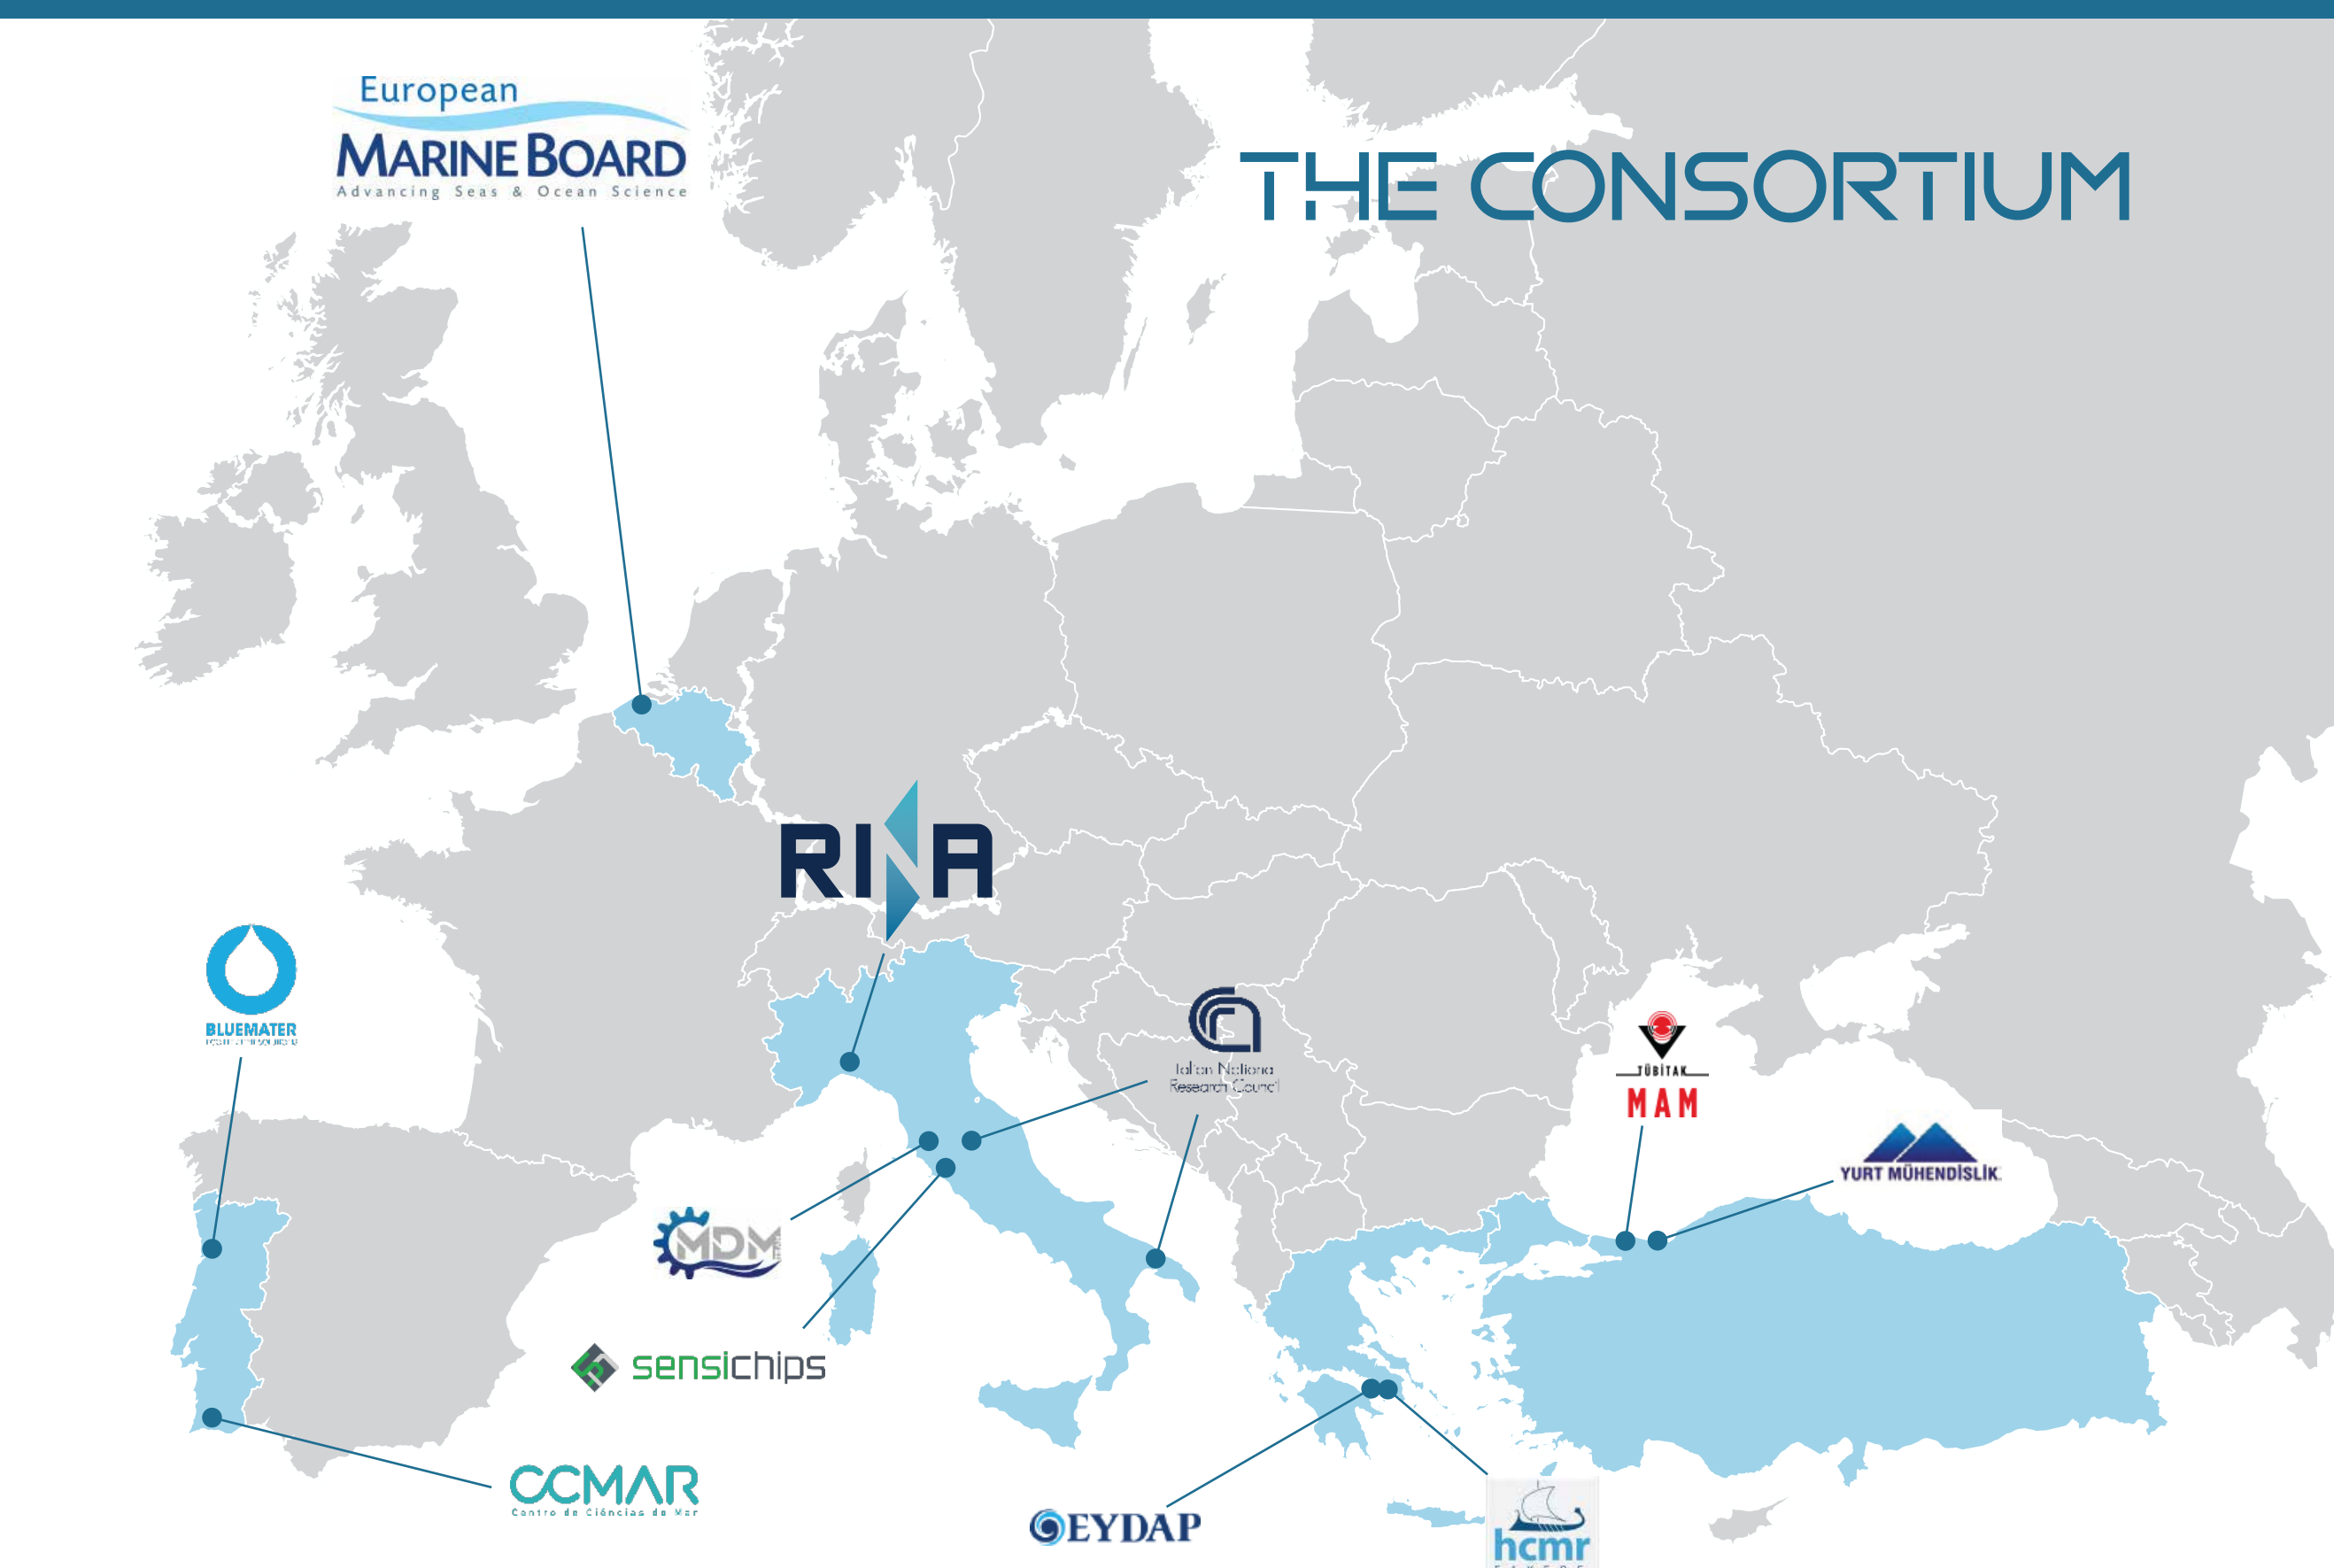 European
MARINE BOARD
Advancing Seas & Ocean Science
THE CONSORTIUM
RINA
BLUEMATER
Italian National
Research Council
TÜBİTAK
MAM
YURT MÜHENDİSLİK
MDM
sensichips
CCMAR
Centro de Ciências do Mar
EYDAP
hcmr